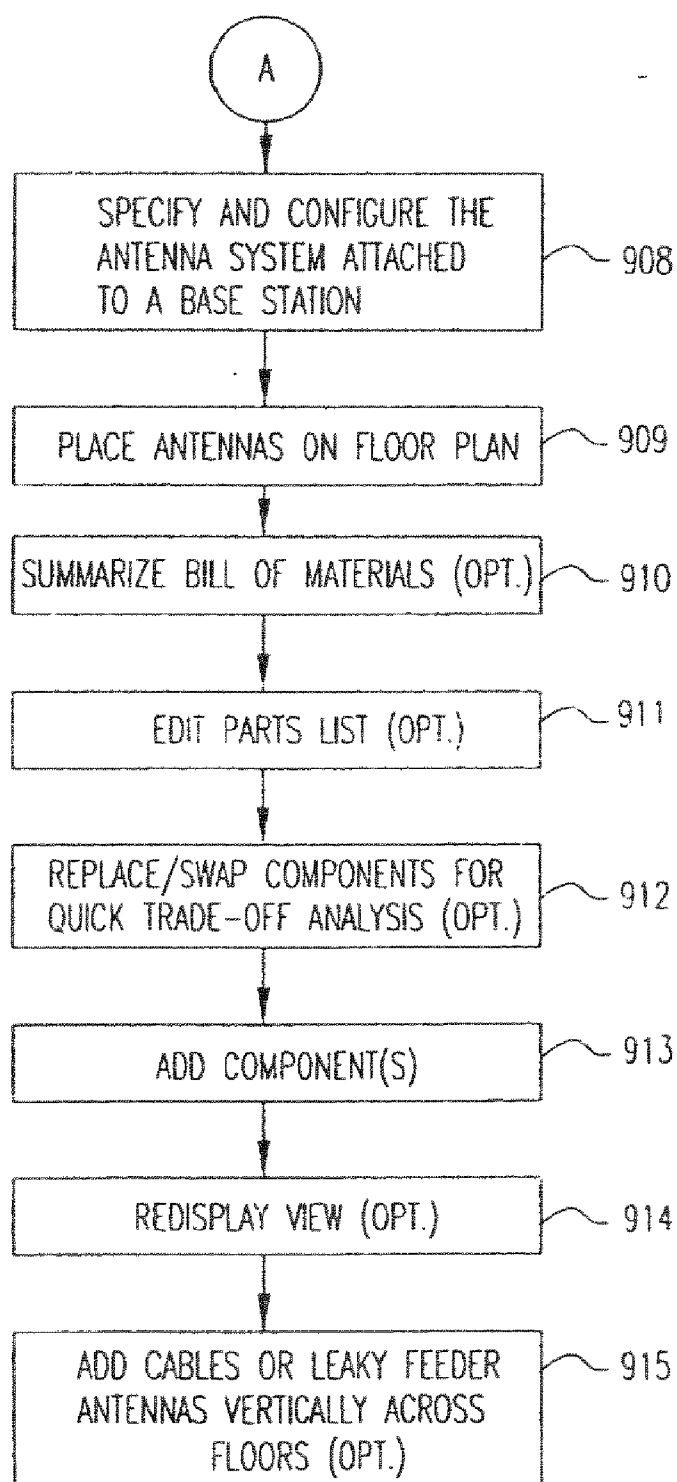 A
SPECIFY AND CONFIGURE THE
ANTENNA SYSTEM ATTACHED
TO A BASE STATION
908
PLACE ANTENNAS ON FLOOR PLAN
909
SUMMARIZE BILL OF MATERIALS (OPT.)
910
EDIT PARTS LIST (OPT.)
911
REPLACE/SWAP COMPONENTS FOR
QUICK TRADE-OFF ANALYSIS (OPT.)
912
ADD COMPONENT(S)
913
REDISPLAY VIEW (OPT.)
914
ADD CABLES OR LEAKY FEEDER
ANTENNAS VERTICALLY ACROSS
FLOORS (OPT.)
915